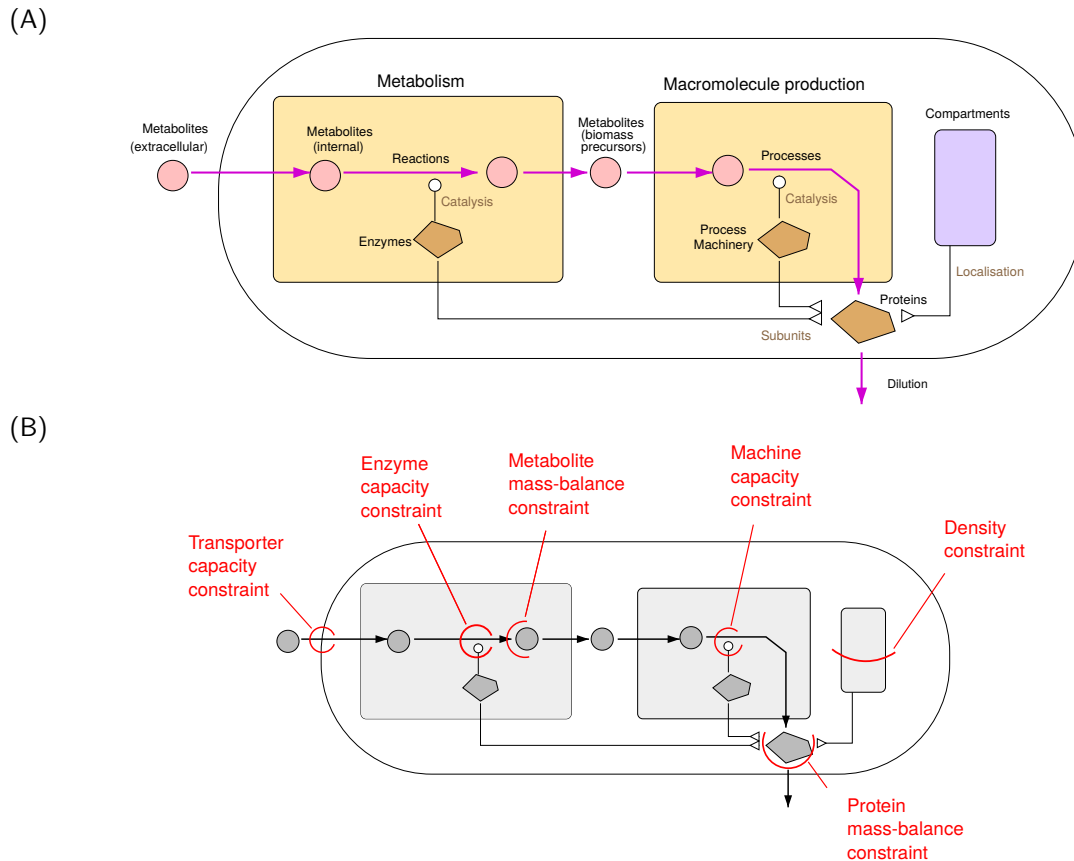 (A)
Metabolism
Macromolecule production
Compartments
Metabolites
(extracellular)
Metabolites
(internal)
Reactions
Metabolites
(biomass
precursors)
Processes
Catalysis
Catalysis
Enzymes
Process
Machinery
Localisation
Proteins
Subunits
Dilution
(B)
Enzyme
capacity
constraint
Metabolite
mass-balance
constraint
Machine
capacity
constraint
Density
constraint
Transporter
capacity
constraint
Protein
mass-balance
constraint